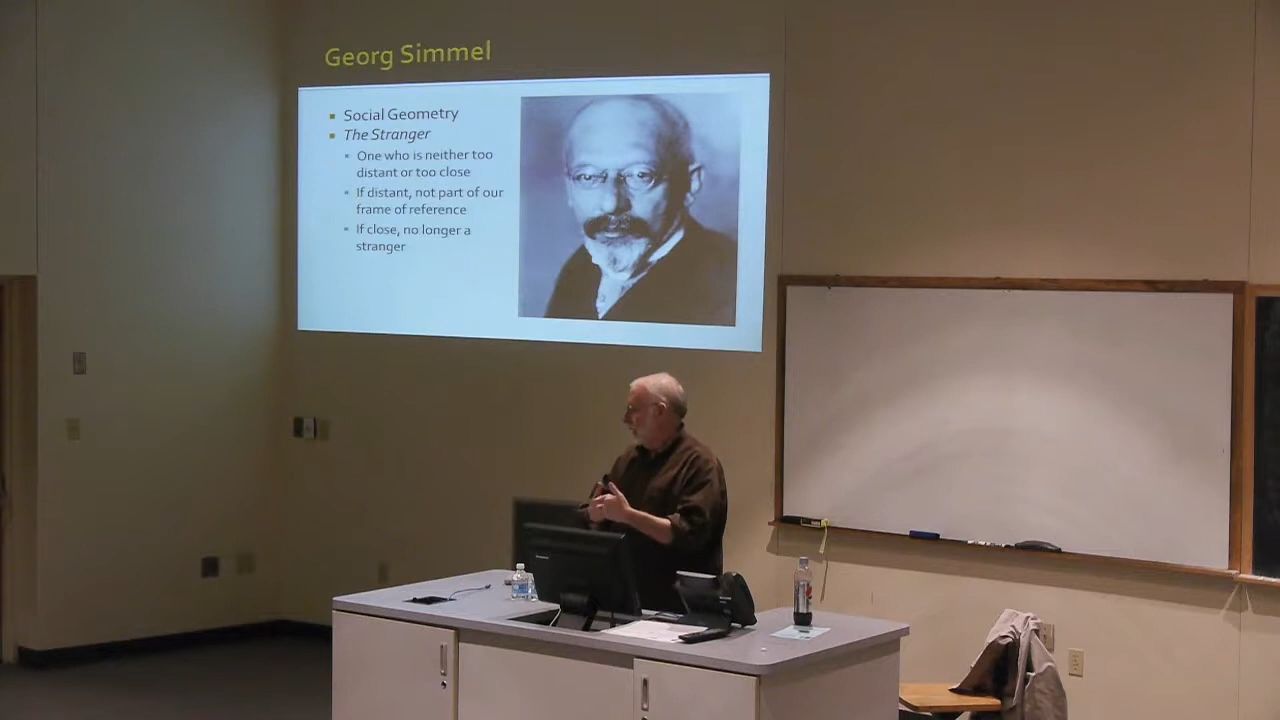 Georg Simmel
Social Geometry
The Stranger
One who is neither too
distant or too close
If distant, not part of our
frame of reference
If close, no longer a
stranger